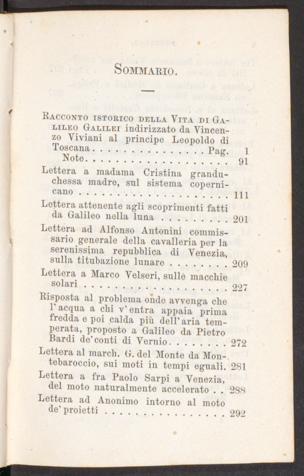 SOMMARIO.
RACCONTO ISTORICO DELLA VITA DI GA-
LILEO GALILEI indirizzato da Vincen-
zo Viviani al principe Leopoldo di
Toscana . . . . . . . . . . . . . . . . Pag. 1
Note. . . . . . . . . . . . . . . . . . . . 91
Lettera a madama Cristina grandu-
chessa madre, sul sistema coperni-
cano . . . . . . . . . . . . . . . . . . . . 111
Lettera attenente agli scoprimenti fatti
da Galileo nella luna . . . . . . . . . 201
Lettera ad Alfonso Antonini commis-
sario generale della cavalleria per la
serenissima repubblica di Venezia,
sulla titubazione lunare . . . . . . . 209
Lettera a Marco Velseri, sulle macchie
solari . . . . . . . . . . . . . . . . . . . 227
Risposta al problema onde avvenga che
l'acqua a chi v'entra appaia prima
fredda e poi calda più dell'aria tem-
perata, proposto a Galileo da Pietro
Bardi de' conti di Vernio . . . . . . . 272
Lettera al march. G. del Monte da Mon-
tebaroccio, sui moti in tempi eguali. 281
Lettera a fra Paolo Sarpi a Venezia,
del moto naturalmente accelerato . . 288
Lettera ad Anonimo intorno al moto
de' proietti . . . . . . . . . . . . . . . 292